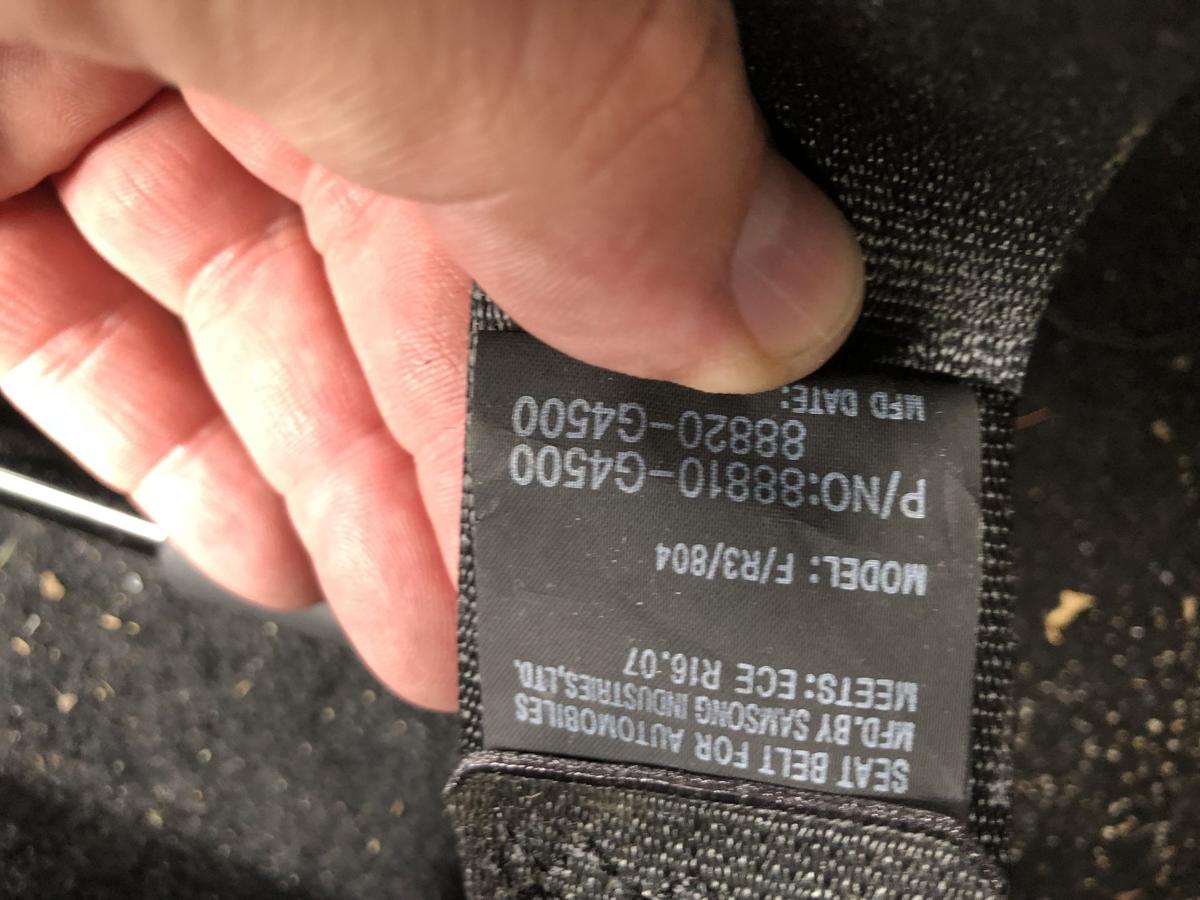 SEAT BELT FOR AUTOMOBILES
MFD.BY SAMSONG INDUSTRIES,LTD.
MEETS:ECE R16.07
MODEL: F/R3/804
P/NO:88810-G4500
88820-G4500
MFD DATE: